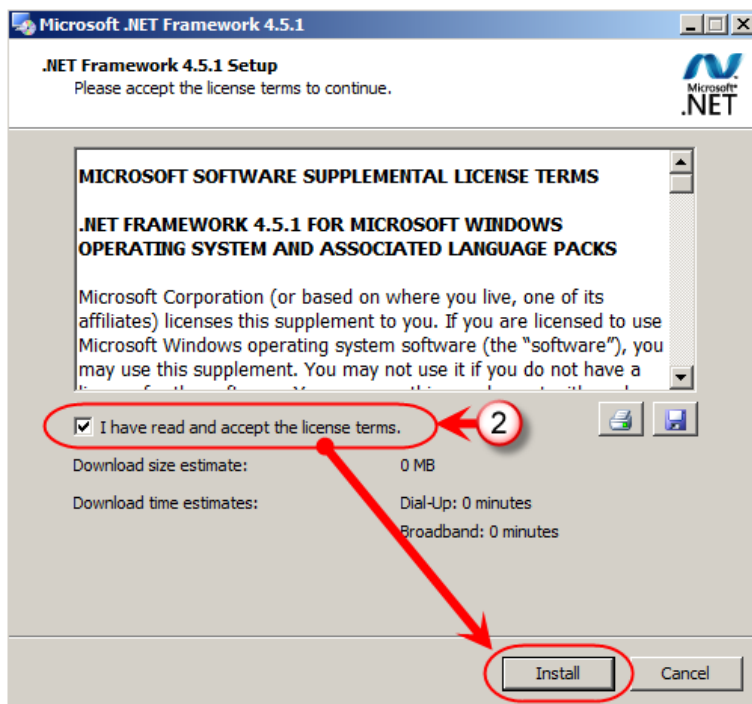 Microsoft .NET Framework 4.5.1
.NET Framework 4.5.1 Setup
Please accept the license terms to continue.
Microsoft
.NET
MICROSOFT SOFTWARE SUPPLEMENTAL LICENSE TERMS
.NET FRAMEWORK 4.5.1 FOR MICROSOFT WINDOWS
OPERATING SYSTEM AND ASSOCIATED LANGUAGE PACKS
Microsoft Corporation (or based on where you live, one of its
affiliates) licenses this supplement to you. If you are licensed to use
Microsoft Windows operating system software (the “software”), you
may use this supplement. You may not use it if you do not have a
I have read and accept the license terms.
2
Download size estimate: 0 MB
Download time estimates: Dial-Up: 0 minutes
Broadband: 0 minutes
Install Cancel